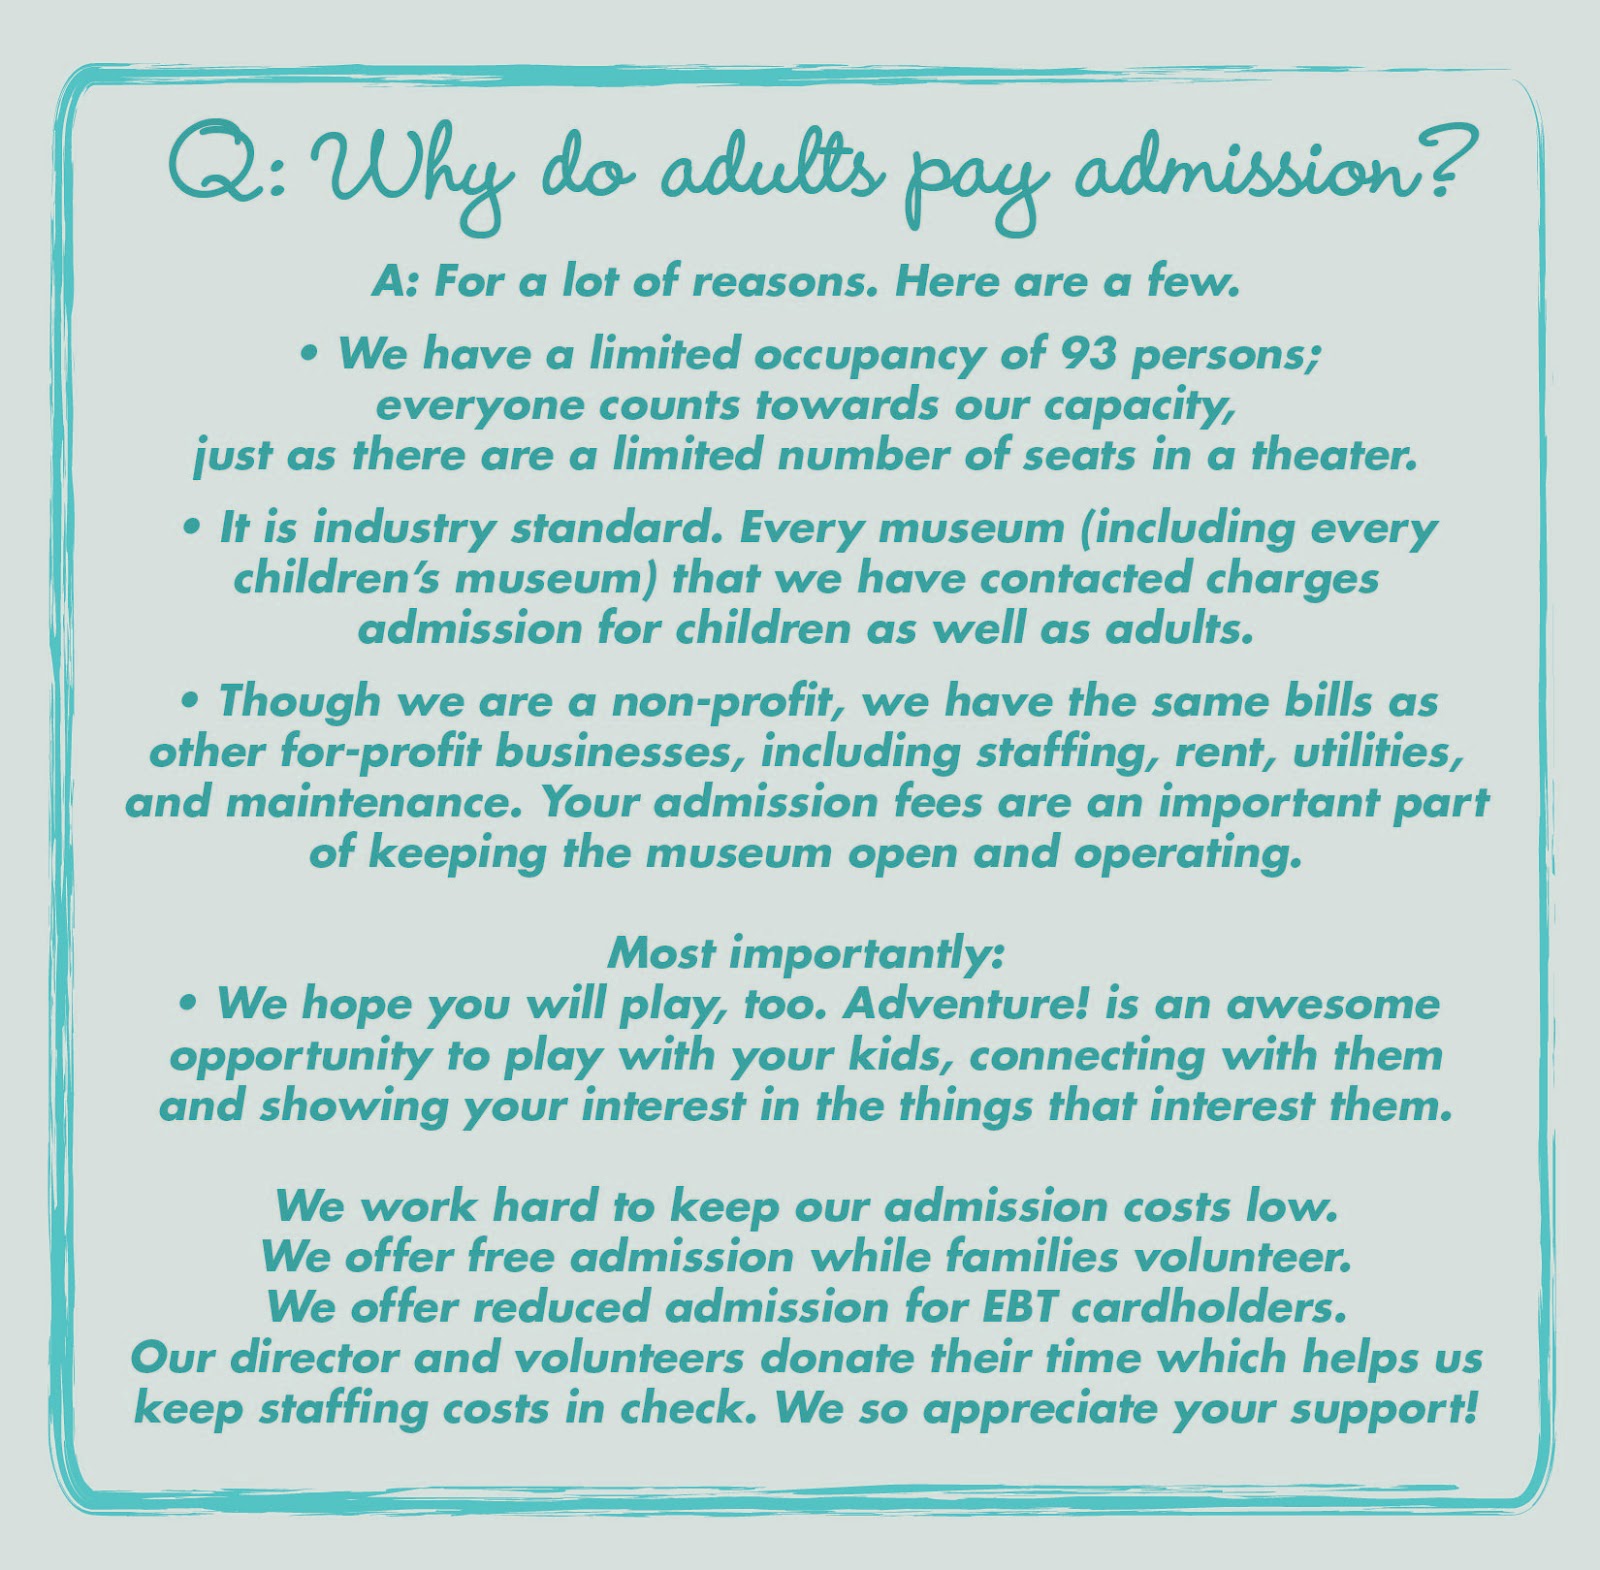 Q: Why do adults pay admission?
A: For a lot of reasons. Here are a few.
• We have a limited occupancy of 93 persons;
everyone counts towards our capacity,
just as there are a limited number of seats in a theater.
• It is industry standard. Every museum (including every
children's museum) that we have contacted charges
admission for children as well as adults.
• Though we are a non-profit, we have the same bills as
other for-profit businesses, including staffing, rent, utilities,
and maintenance. Your admission fees are an important part
of keeping the museum open and operating.
Most importantly:
• We hope you will play, too. Adventure! is an awesome
opportunity to play with your kids, connecting with them
and showing your interest in the things that interest them.
We work hard to keep our admission costs low.
We offer free admission while families volunteer.
We offer reduced admission for EBT cardholders.
Our director and volunteers donate their time which helps us
keep staffing costs in check. We so appreciate your support!